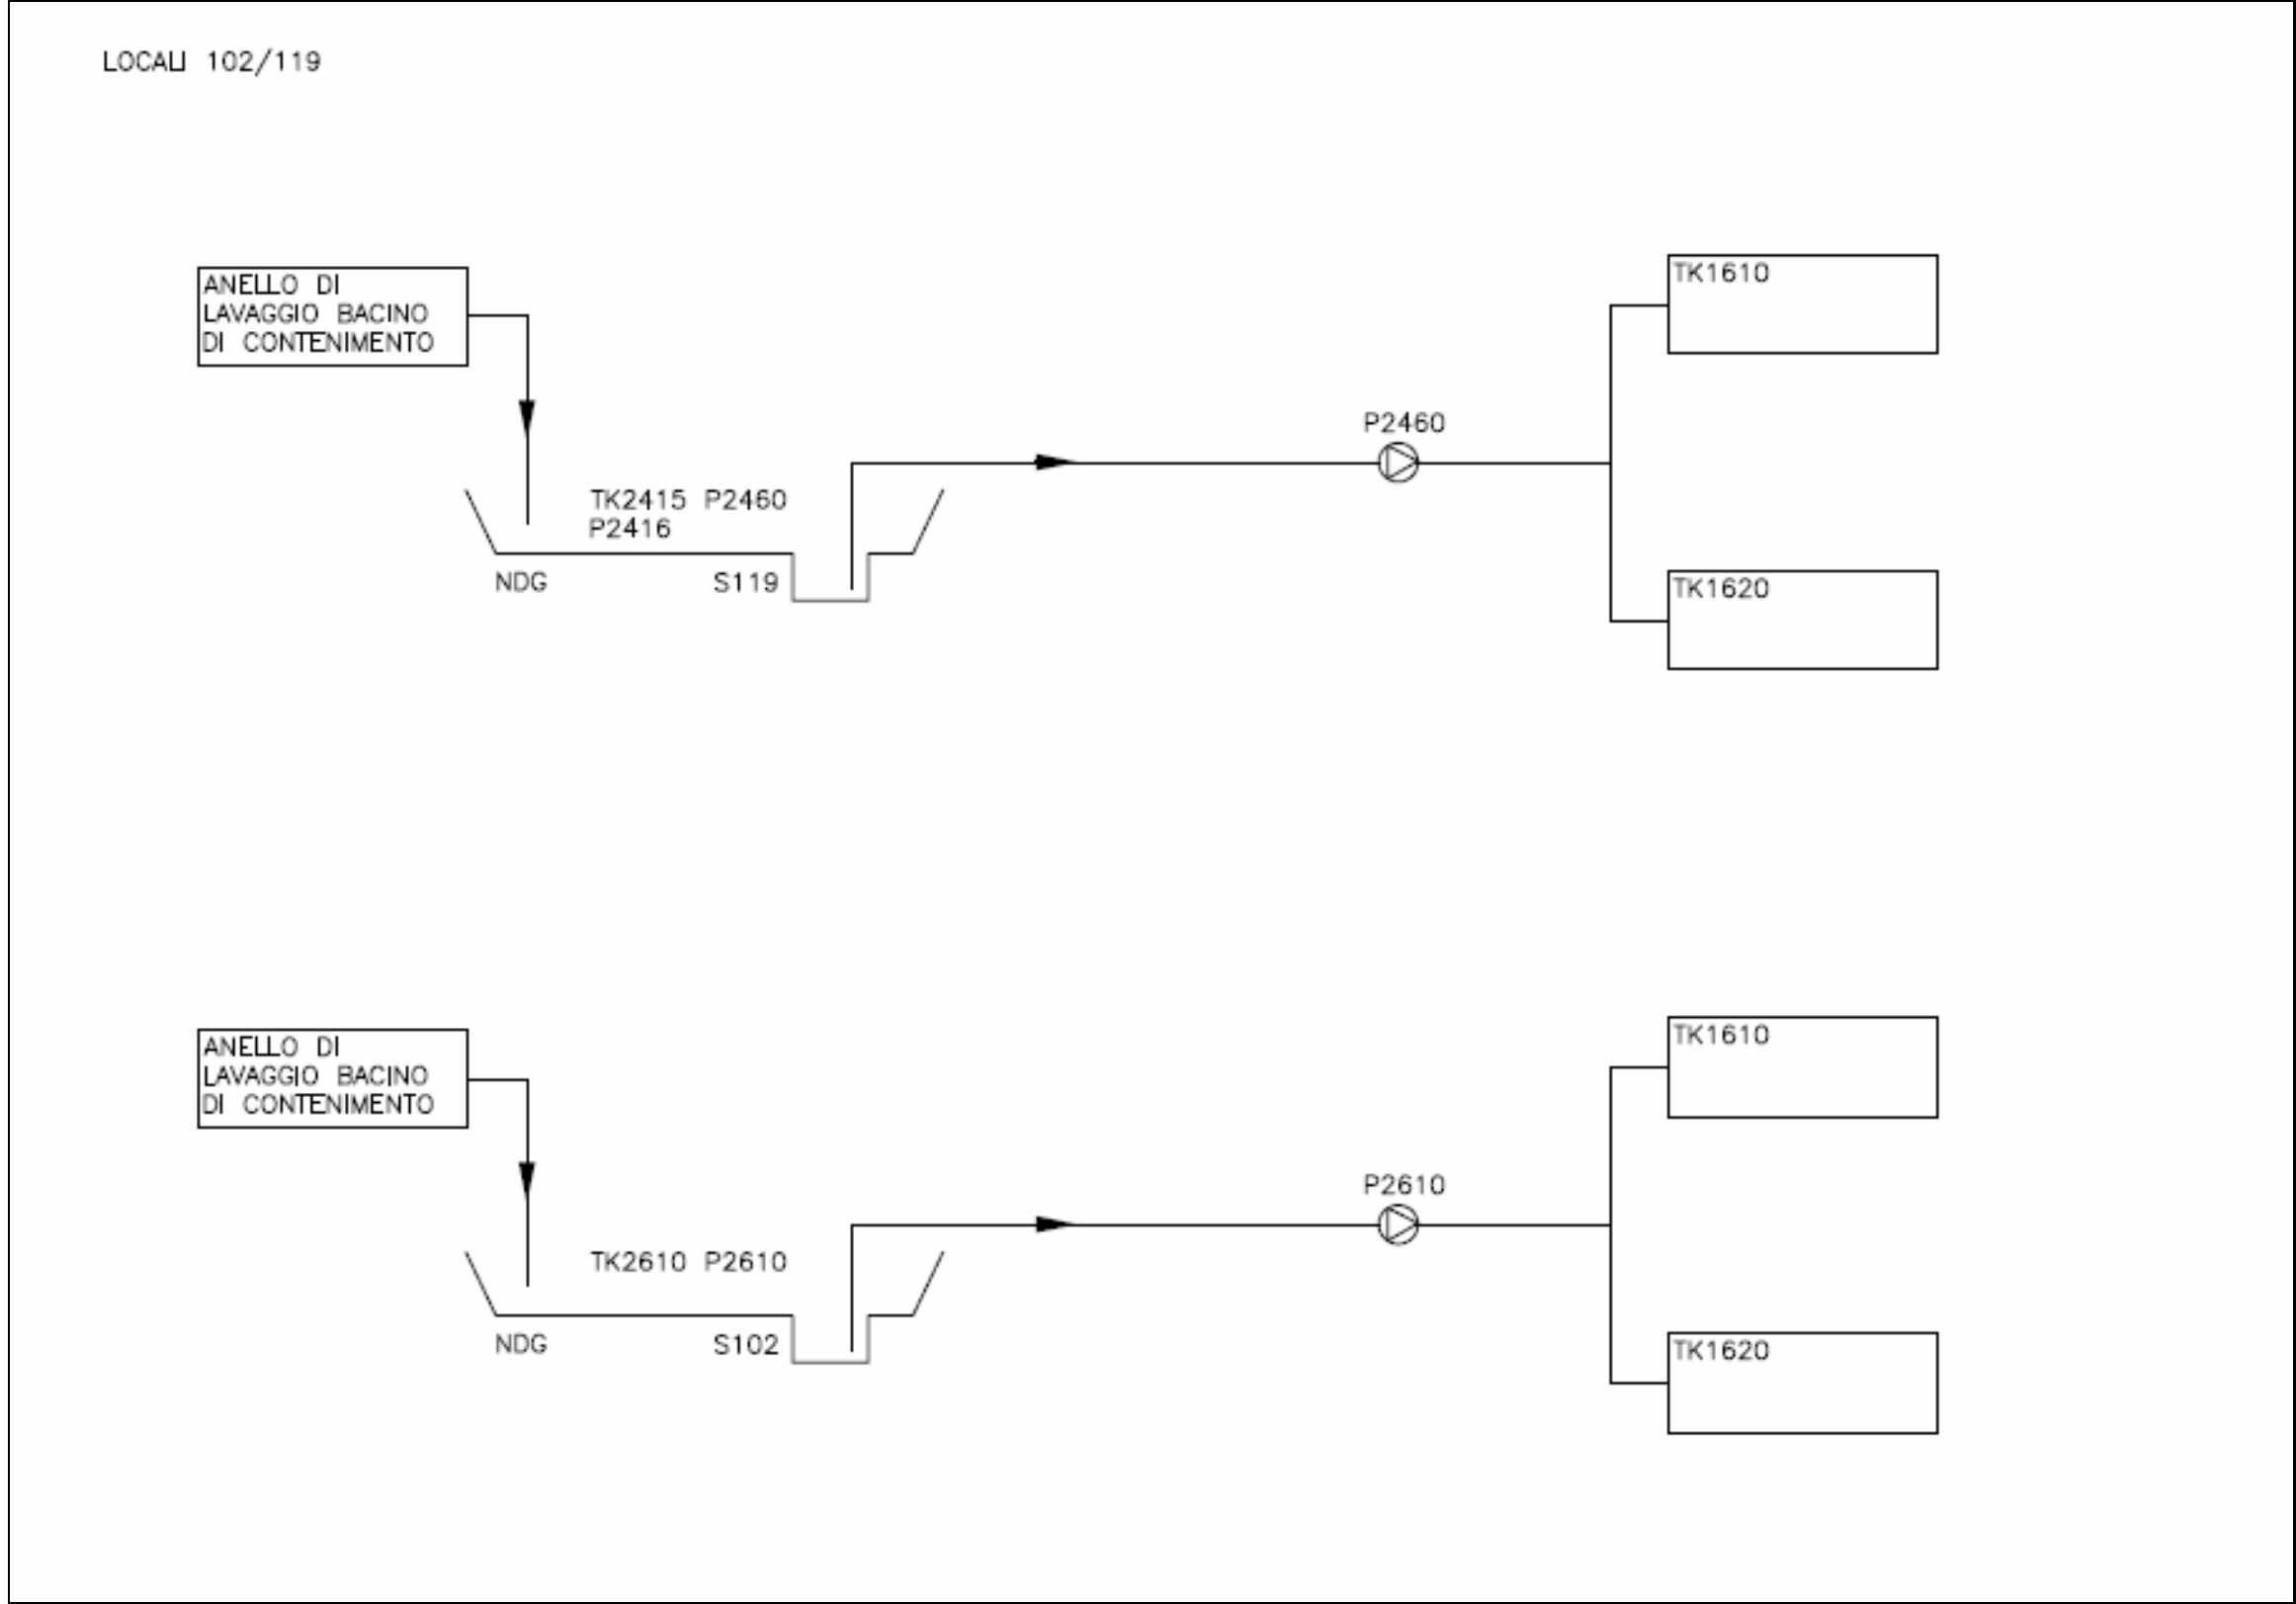 LOCALI 102/119
ANELLO DI
LAVAGGIO BACINO
DI CONTENIMENTO
TK1610
P2460
TK2415 P2460
P2416
NDG
S119
TK1620
ANELLO DI
LAVAGGIO BACINO
DI CONTENIMENTO
TK1610
P2610
TK2610 P2610
NDG
S102
TK1620